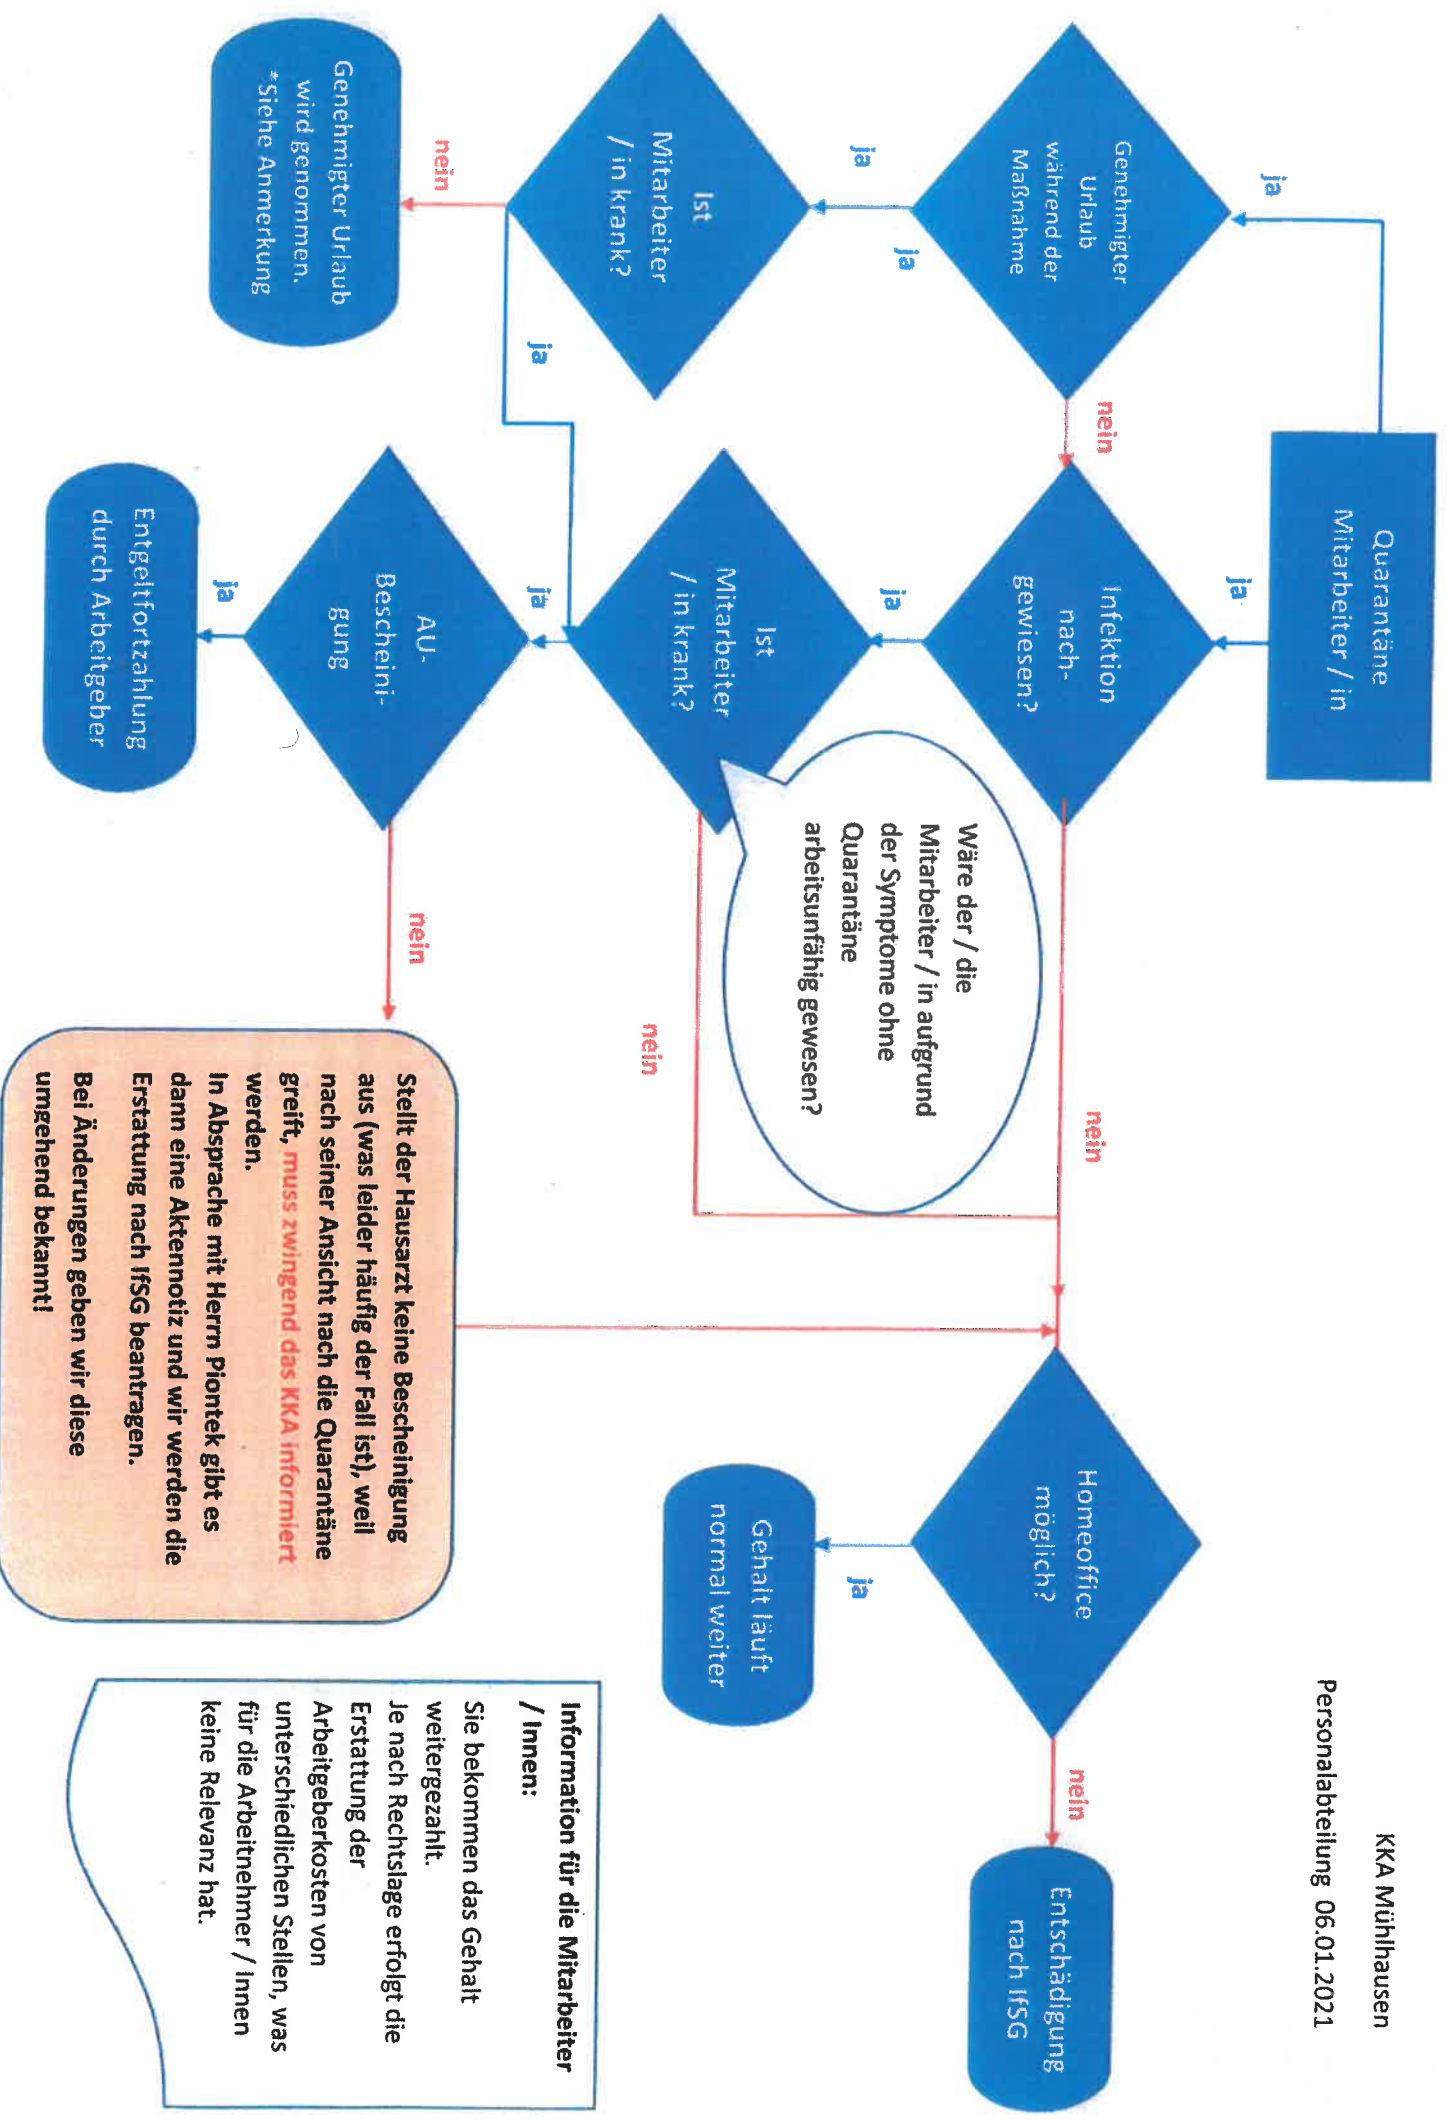 KKA Mühlhausen
Personalabteilung 06.01.2021
Quarantäne
Mitarbeiter / in
ja
ja
Genehmigter
Urlaub
während der
Maßnahme
nein
Infektion
nach-
gewiesen?
nein
Homeoffice
möglich?
nein
Entschädigung
nach IfSG
ja
ja
ja
ja
Wäre der / die
Mitarbeiter / in aufgrund
der Symptome ohne
Quarantäne
arbeitsunfähig gewesen?
Ist
Mitarbeiter
/ in krank?
Ist
Mitarbeiter
/ in krank?
nein
Gehalt läuft
normal weiter
nein
ja
ja
Genehmigter Urlaub
wird genommen.
*Siehe Anmerkung
AU-
Bescheini-
gung
nein
ja
Entgeltfortzahlung
durch Arbeitgeber
Stellt der Hausarzt keine Bescheinigung
aus (was leider häufig der Fall ist), weil
nach seiner Ansicht nach die Quarantäne
greift, muss zwingend das KKA informiert
werden.
In Absprache mit Herrn Piontek gibt es
dann eine Aktennotiz und wir werden die
Erstattung nach IfSG beantragen.
Bei Änderungen geben wir diese
umgehend bekannt!
Information für die Mitarbeiter
/ Innen:
Sie bekommen das Gehalt
weitergezahlt.
Je nach Rechtslage erfolgt die
Erstattung der
Arbeitgeberkosten von
unterschiedlichen Stellen, was
für die Arbeitnehmer / Innen
keine Relevanz hat.